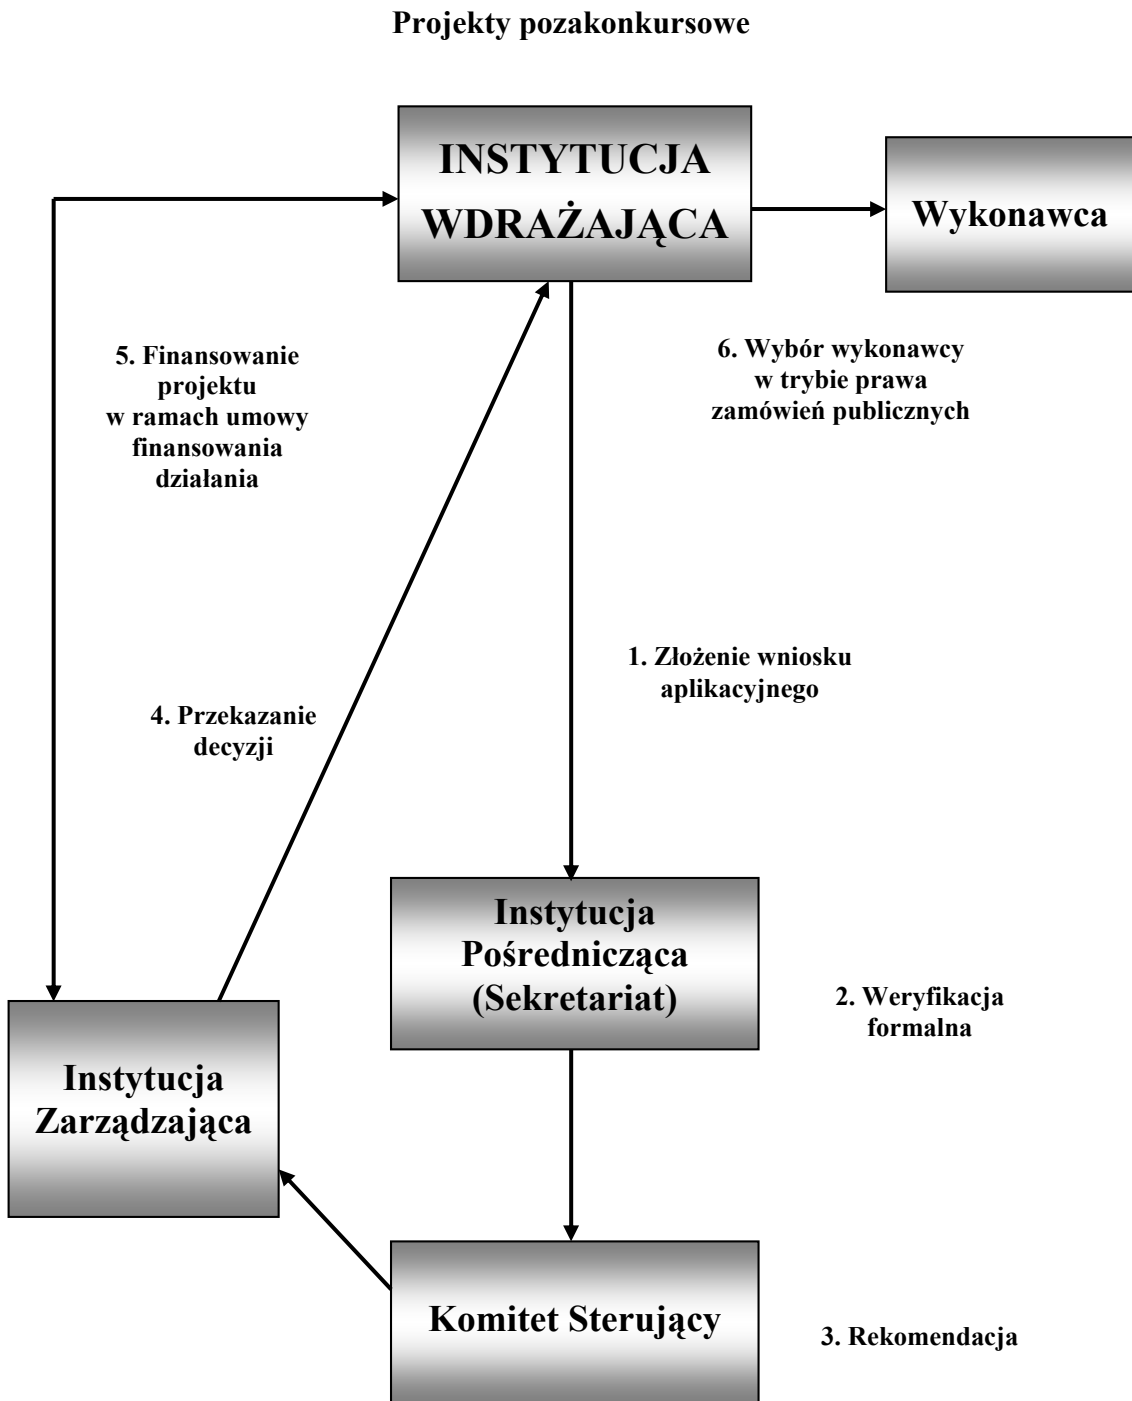 Projekty pozakonkursowe
INSTYTUCJA
WDRAŻAJĄCA
Wykonawca
5. Finansowanie
projektu
w ramach umowy
finansowania
działania
6. Wybór wykonawcy
w trybie prawa
zamówień publicznych
1. Złożenie wniosku
aplikacyjnego
4. Przekazanie
decyzji
Instytucja
Pośrednicząca
(Sekretariat)
2. Weryfikacja
formalna
Instytucja
Zarządzająca
Komitet Sterujący
3. Rekomendacja